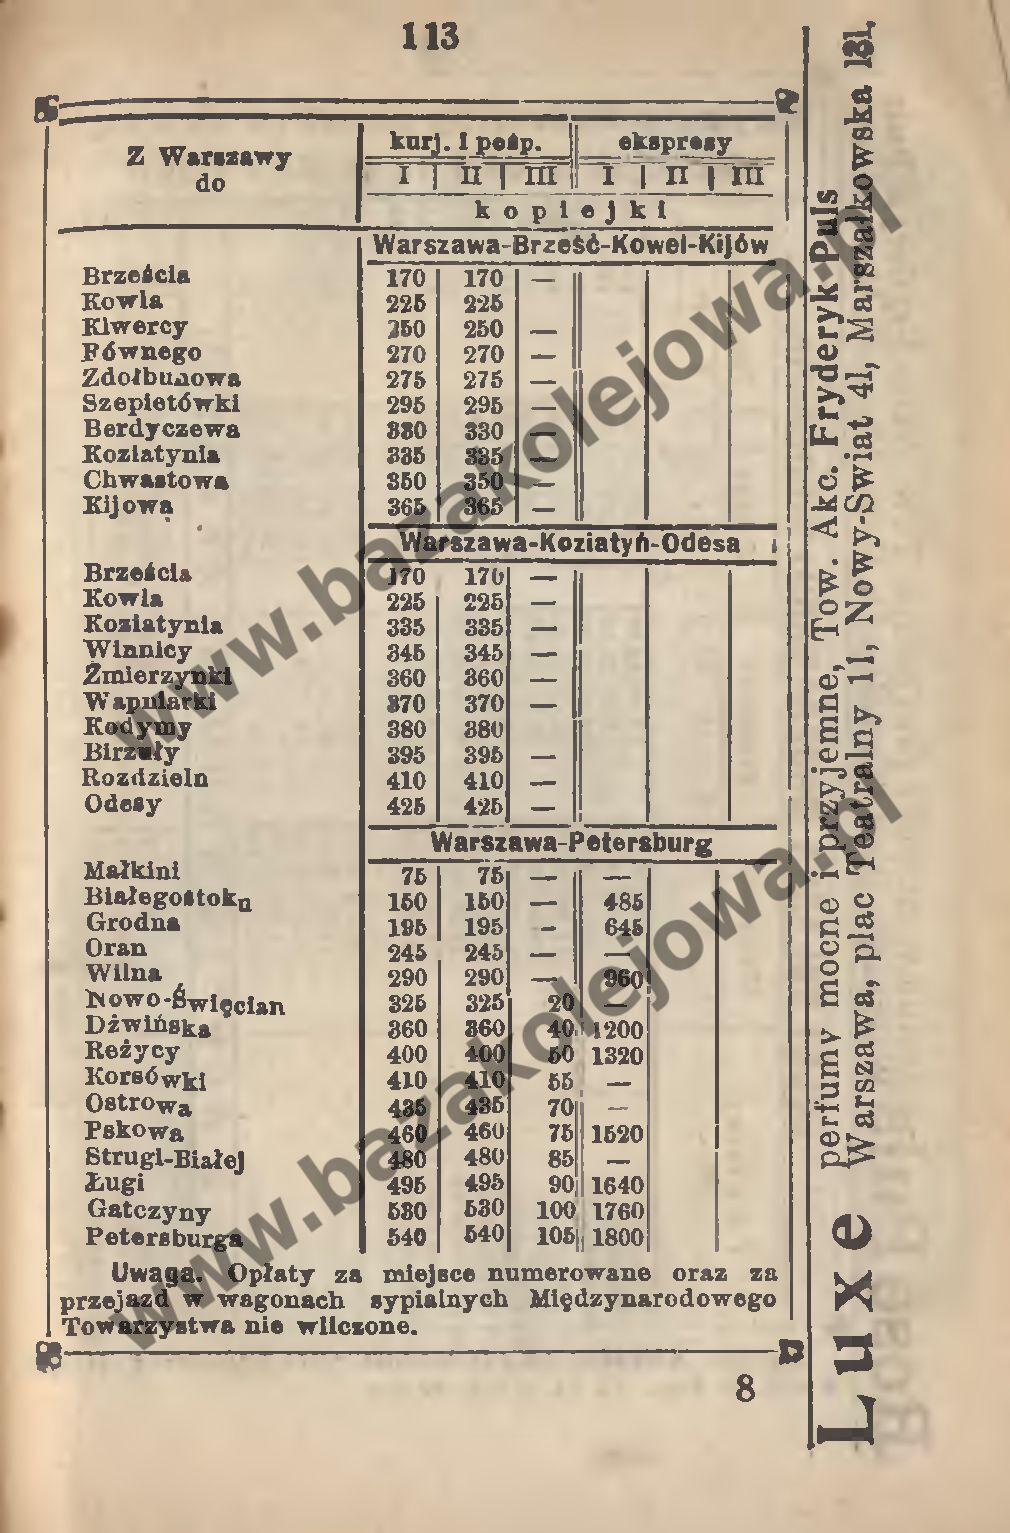 113
Z Warszawy
do
kurj. i pośp. ekspresy
I II III I II III
kopiejki
Warszawa-Brześć-Kowel-Kijów
Brześcia 170 170 —
Kowla 225 225
Klwercy 250 250 —
Równego 270 270 —
Zdołbunowa 275 275 —
Szepietówki 295 295 —
Berdyczewa 330 330 —
Koziatynia 335 335 —
Chwastowa 350 350 —
Kijowa 365 365 —
Warszawa-Koziatyń-Odesa
Brześcia 170 170 —
Kowla 225 225 —
Koziatynia 335 335 —
Winnicy 345 345 —
Żmierzynki 360 360 —
Wapniarki 370 370 —
Kodymy 380 380
Birzuły 395 395 —
Rozdzieln 410 410 —
Odesy 425 425 —
Warszawa-Petersburg
Małkini 75 75 — —
Białegostoku 150 150 — 485
Grodna 195 195 - 645
Oran 245 245 — —
Wilna 290 290 — 960
Nowo-Święcian 325 325 20 —
Dźwińska 360 360 40 1200
Reżycy 400 400 50 1320
Korsówki 410 410 55 —
Ostrowa 435 435 70 —
Pskowa 460 460 75 1520
Strugi-Białej 480 480 85 —
Ługi 495 495 90 1640
Gatczyny 530 530 100 1760
Petersburga 540 540 105 1800
Uwaga. Opłaty za miejsce numerowane oraz za
przejazd w wagonach sypialnych Międzynarodowego
Towarzystwa nie wliczone.
8
Luxe perfumy mocne i przyjemne, Tow. Akc. Fryderyk Puls
Warszawa, plac Teatralny 11, Nowy-Świat 41, Marszałkowska 131.
www.bazakolejowa.pl
www.bazakolejowa.pl